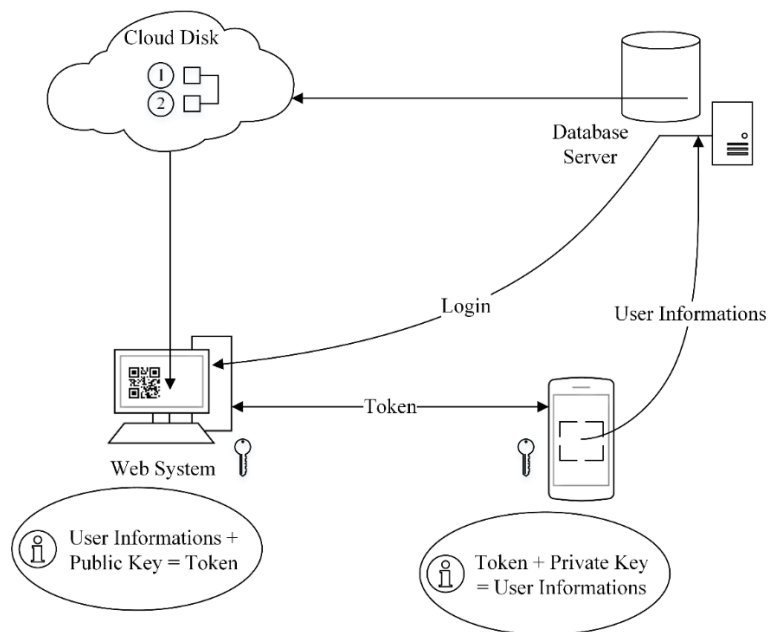 Cloud Disk
1
2
Database
Server
Login
User Informations
Token
Web System
User Informations +
Public Key = Token
Token + Private Key
= User Informations